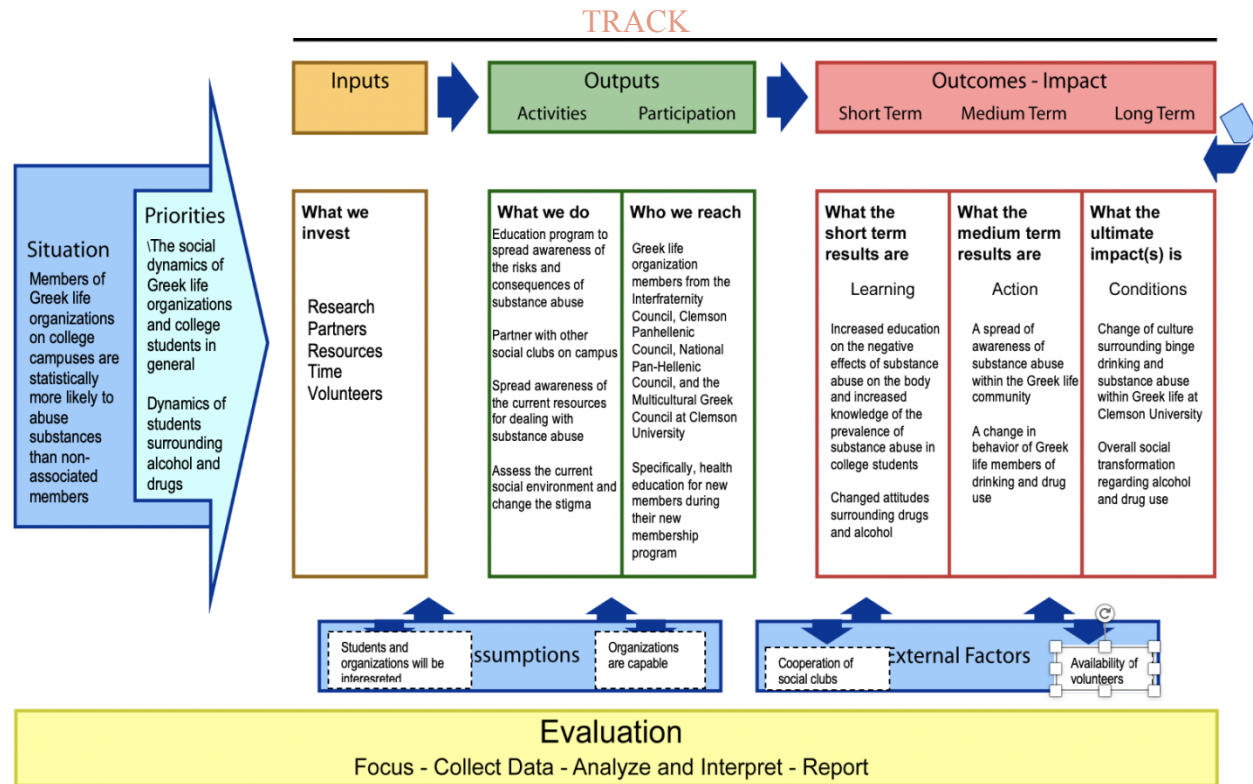 TRACK
Inputs
Outputs
Activities
Participation
Outcomes - Impact
Short Term
Medium Term
Long Term
Situation
Members of
Greek life
organizations
on college
campuses are
statistically
more likely to
abuse
substances
than non-
associated
members
Priorities
\The social
dynamics of
Greek life
organizations
and college
students in
general
Dynamics of
students
surrounding
alcohol and
drugs
What we
invest
Research
Partners
Resources
Time
Volunteers
What we do
Education program to
spread awareness of
the risks and
consequences of
substance abuse
Partner with other
social clubs on campus
Spread awareness of
the current resources
for dealing with
substance abuse
Assess the current
social environment and
change the stigma
Who we reach
Greek life
organization
members from the
Interfraternity
Council, Clemson
Panhellenic
Council, National
Pan-Hellenic
Council, and the
Multicultural Greek
Council at Clemson
University
Specifically, health
education for new
members during
their new
membership
program
What the
short term
results are
Learning
Increased education
on the negative
effects of substance
abuse on the body
and increased
knowledge of the
prevalence of
substance abuse in
college students
Changed attitudes
surrounding drugs
and alcohol
What the
medium term
results are
Action
A spread of
awareness of
substance abuse
within the Greek life
community
A change in
behavior of Greek
life members of
drinking and drug
use
What the
ultimate
impact(s) is
Conditions
Change of culture
surrounding binge
drinking and
substance abuse
within Greek life at
Clemson University
Overall social
transformation
regarding alcohol
and drug use
Students and
organizations will be
interesreted
ssumptions
Organizations
are capable
Cooperation of
social clubs
External Factors
Availability of
volunteers
Evaluation
Focus - Collect Data - Analyze and Interpret - Report